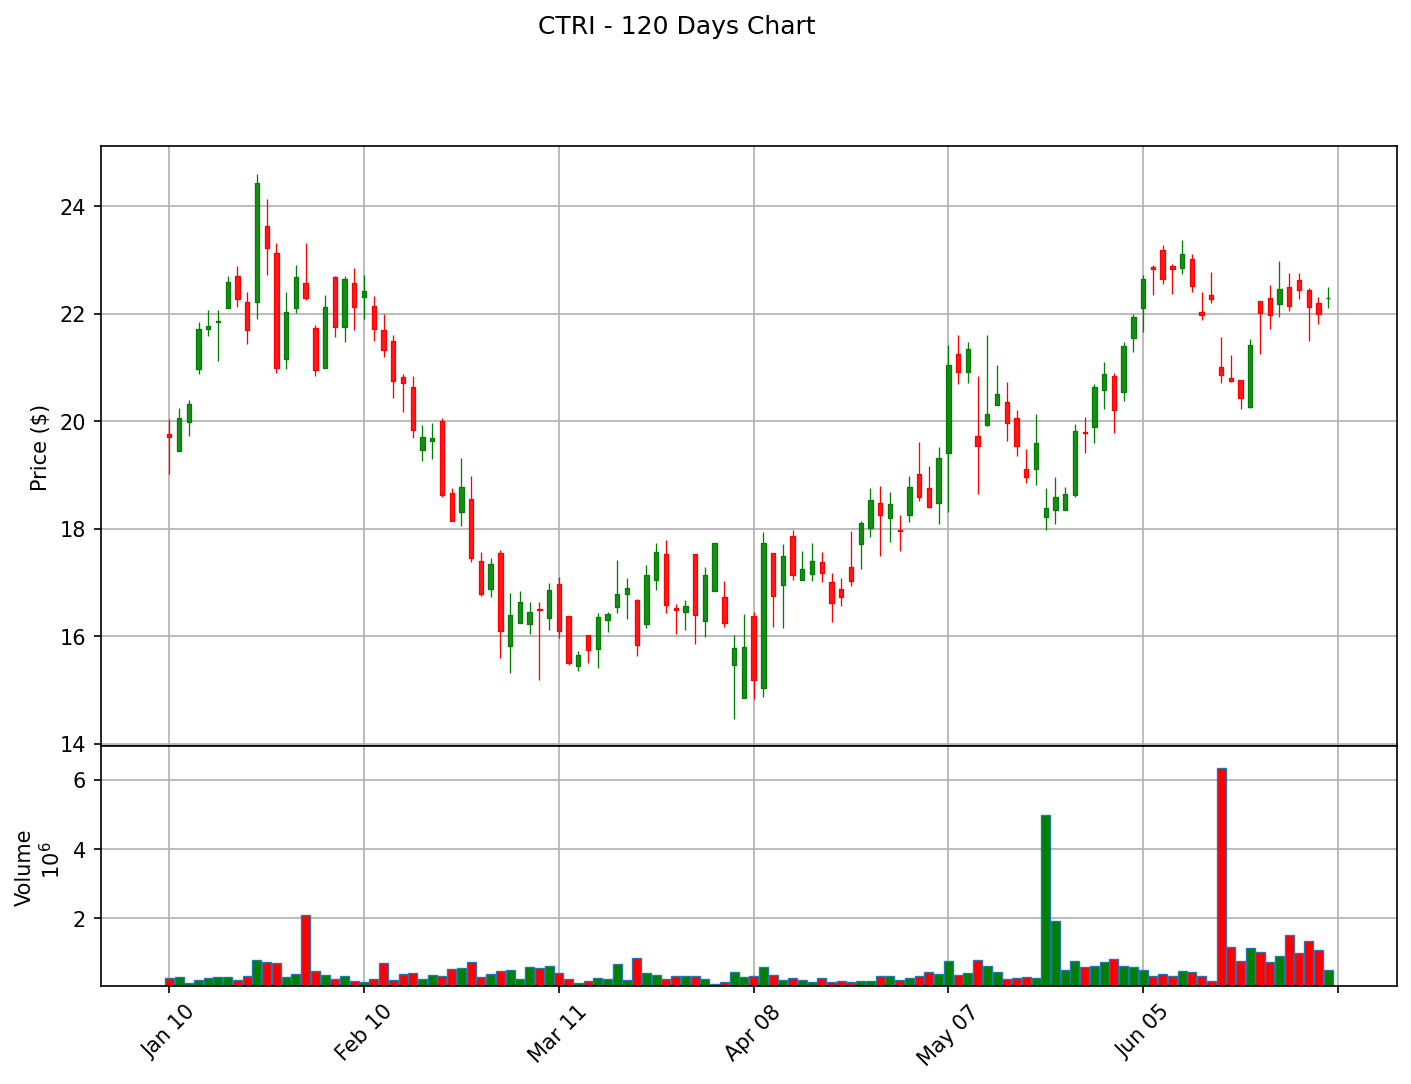 CTRI - 120 Days Chart
Price ($)
24
22
20
18
16
14
Volume
10⁶
6
4
2
Jan 10
Feb 10
Mar 11
Apr 08
May 07
Jun 05